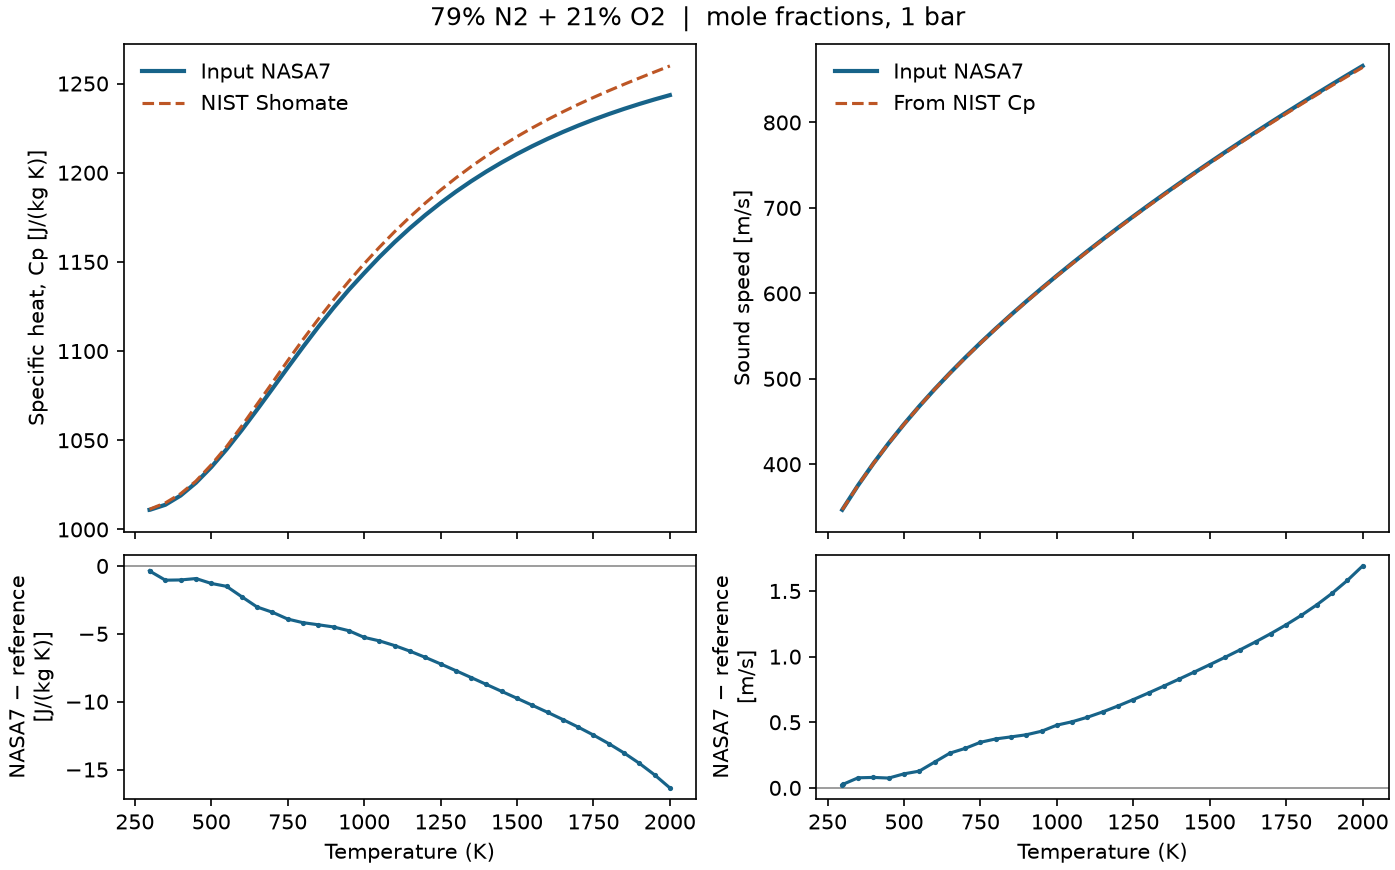 79% N2 + 21% O2 | mole fractions, 1 bar
Input NASA7
NIST Shomate
Specific heat, Cp [J/(kg K)]
1250
1200
1150
1100
1050
1000
Input NASA7
From NIST Cp
Sound speed [m/s]
800
700
600
500
400
NASA7 − reference
[J/(kg K)]
0
−5
−10
−15
250 500 750 1000 1250 1500 1750 2000
Temperature (K)
NASA7 − reference
[m/s]
1.5
1.0
0.5
0.0
250 500 750 1000 1250 1500 1750 2000
Temperature (K)